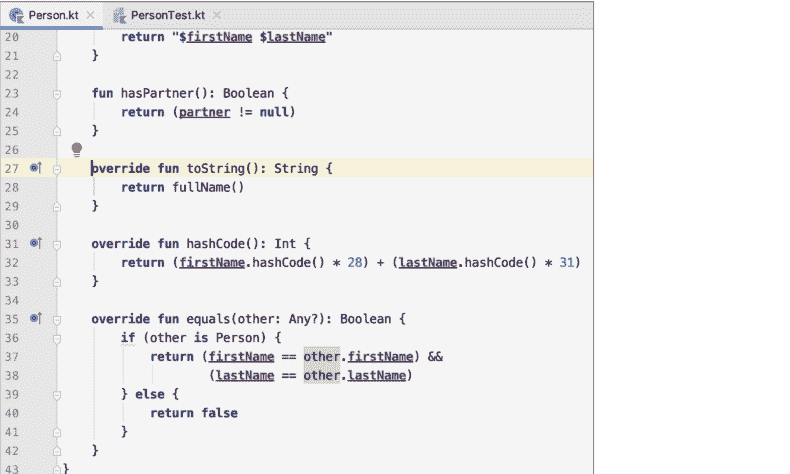 Person.kt PersonTest.kt
20 return "$firstName $lastName"
21 }
22
23 fun hasPartner(): Boolean {
24 return (partner != null)
25 }
26
27 override fun toString(): String {
28 return fullName()
29 }
30
31 override fun hashCode(): Int {
32 return (firstName.hashCode() * 28) + (lastName.hashCode() * 31)
33 }
34
35 override fun equals(other: Any?): Boolean {
36 if (other is Person) {
37 return (firstName == other.firstName) &&
38 (lastName == other.lastName)
39 } else {
40 return false
41 }
42 }
43 }